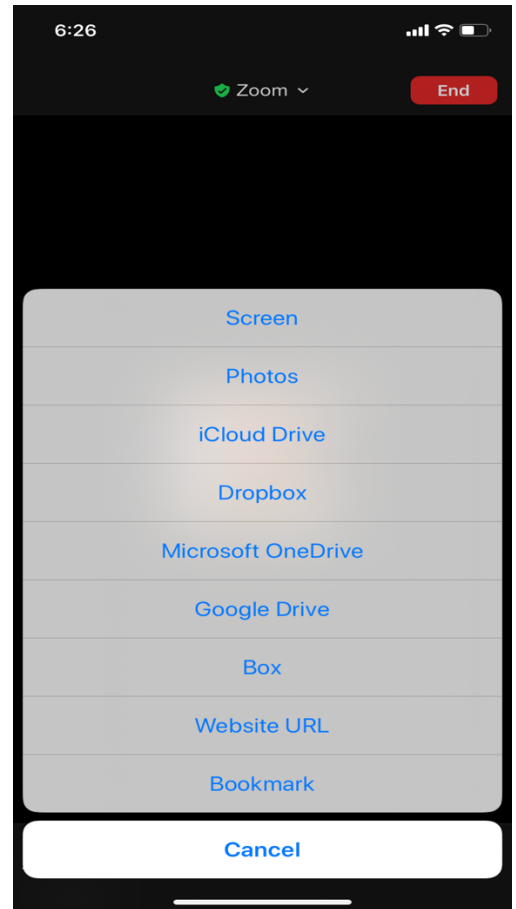 6:26
Zoom
End
Screen
Photos
iCloud Drive
Dropbox
Microsoft OneDrive
Google Drive
Box
Website URL
Bookmark
Cancel